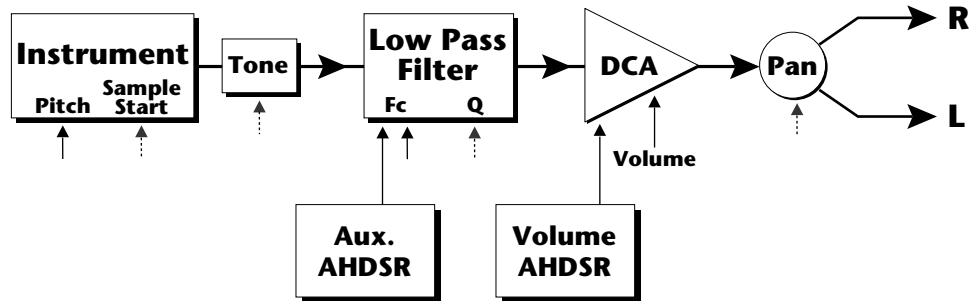 Instrument
Pitch
Sample
Start
Tone
Low Pass
Filter
Fc
Q
DCA
Volume
Pan
R
L
Aux.
AHDSR
Volume
AHDSR